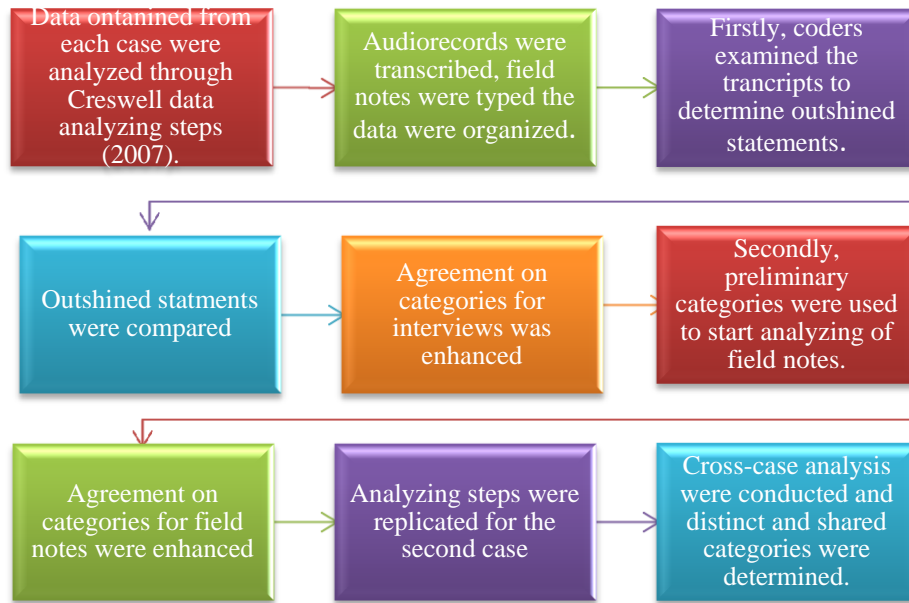 Data ontanined from
each case were
analyzed through
Creswell data
analyzing steps
(2007).
Audiorecords were
transcribed, field
notes were typed the
data were organized.
Firstly, coders
examined the
trancripts to
determine outshined
statements.
Outshined statments
were compared
Agreement on
categories for
interviews was
enhanced
Secondly,
preliminary
categories were used
to start analyzing of
field notes.
Agreement on
categories for field
notes were enhanced
Analyzing steps were
replicated for the
second case
Cross-case analysis
were conducted and
distinct and shared
categories were
determined.